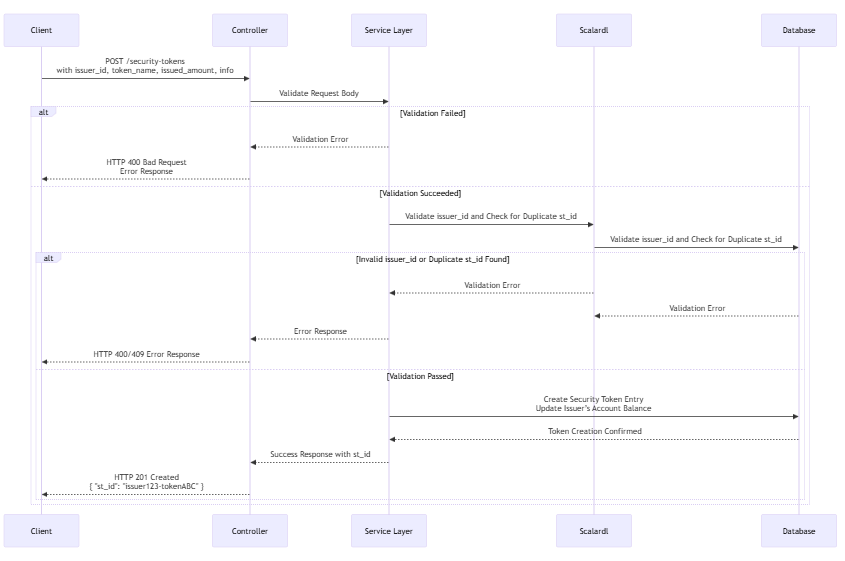 Client
Controller
Service Layer
Scalardl
Database
POST /security-tokens
with issuer_id, token_name, issued_amount, info
Validate Request Body
alt
[Validation Failed]
Validation Error
HTTP 400 Bad Request
Error Response
[Validation Succeeded]
Validate issuer_id and Check for Duplicate st_id
Validate issuer_id and Check for Duplicate st_id
alt
[Invalid issuer_id or Duplicate st_id Found]
Validation Error
Validation Error
Error Response
HTTP 400/409 Error Response
[Validation Passed]
Create Security Token Entry
Update Issuer's Account Balance
Token Creation Confirmed
Success Response with st_id
HTTP 201 Created
{ "st_id": "issuer123-tokenABC" }
Client
Controller
Service Layer
Scalardl
Database